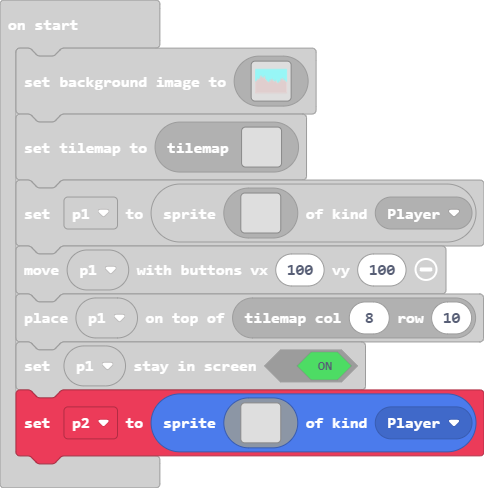 on start
set background image to
set tilemap to tilemap
set p1 to sprite of kind Player
move p1 with buttons vx 100 vy 100
place p1 on top of tilemap col 8 row 10
set p1 stay in screen ON
set p2 to sprite of kind Player